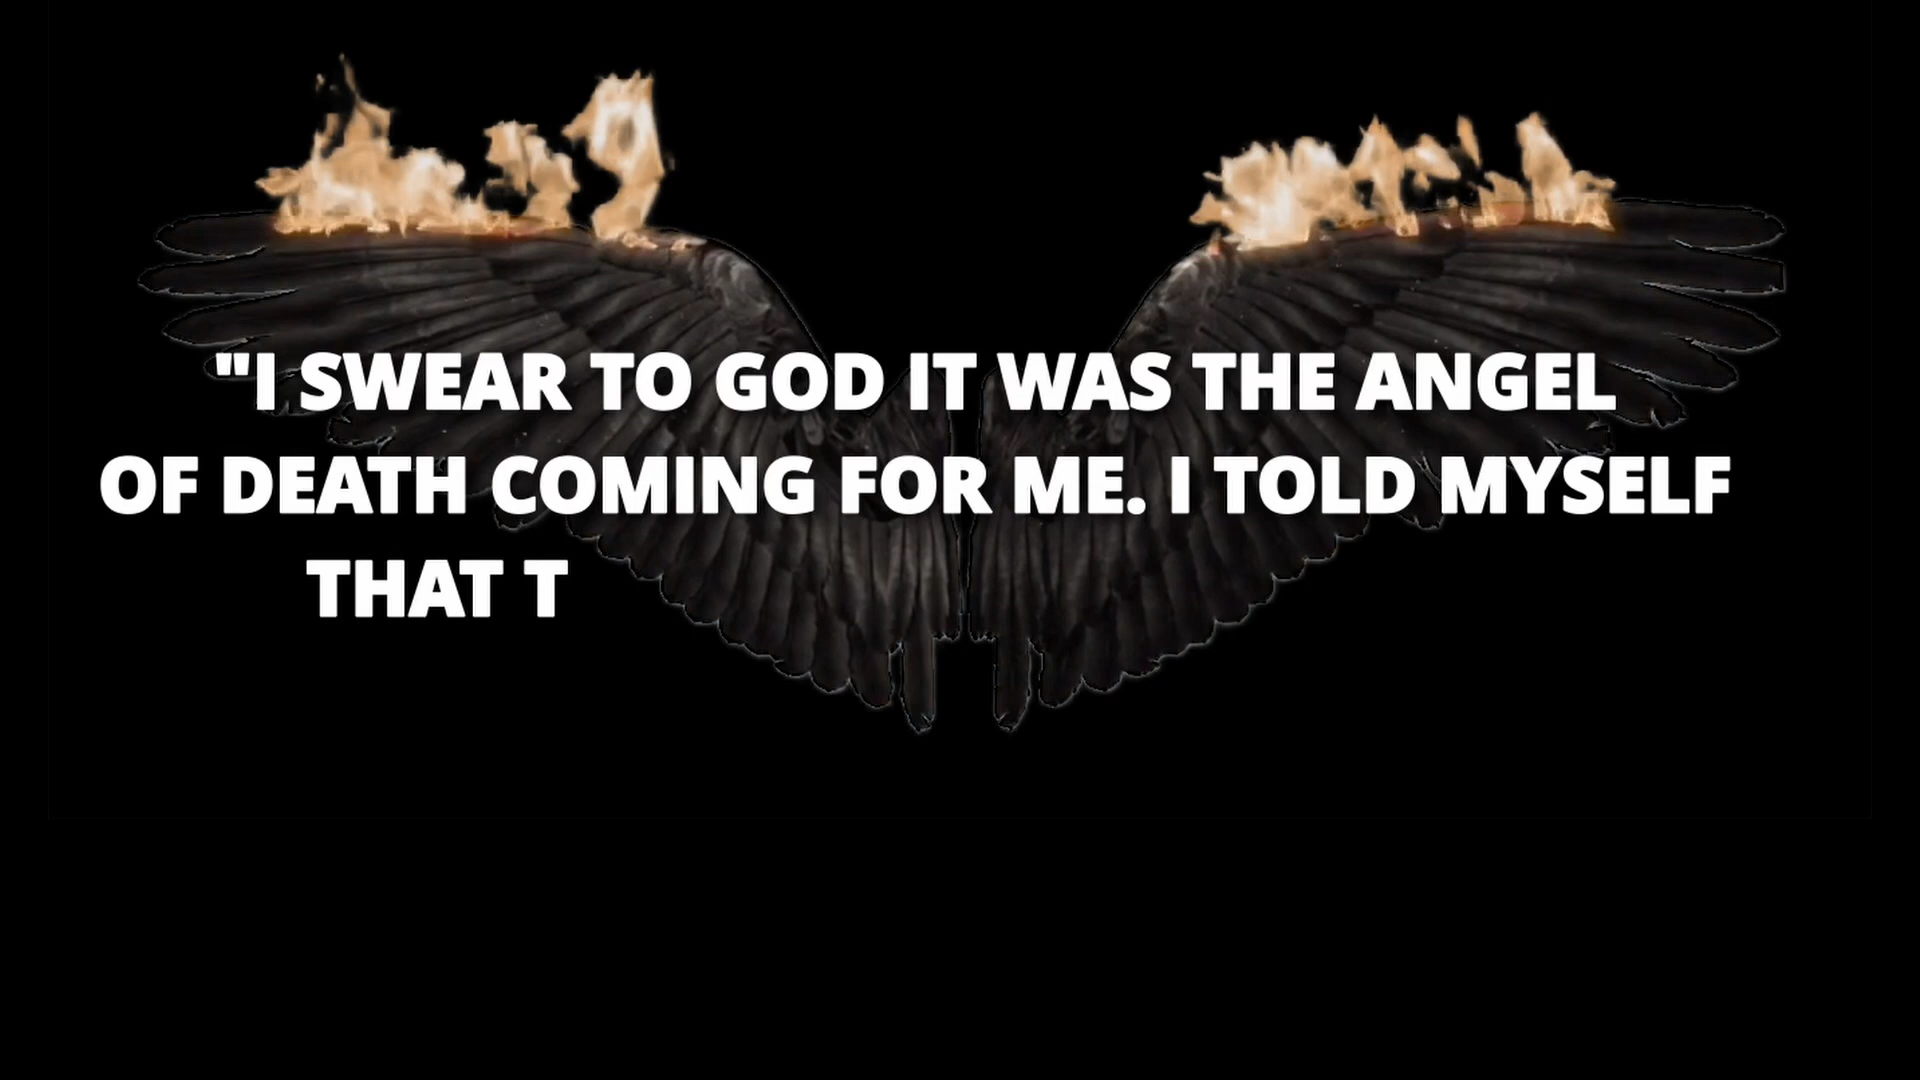 "I SWEAR TO GOD IT WAS THE ANGEL
OF DEATH COMING FOR ME. I TOLD MYSELF
THAT T